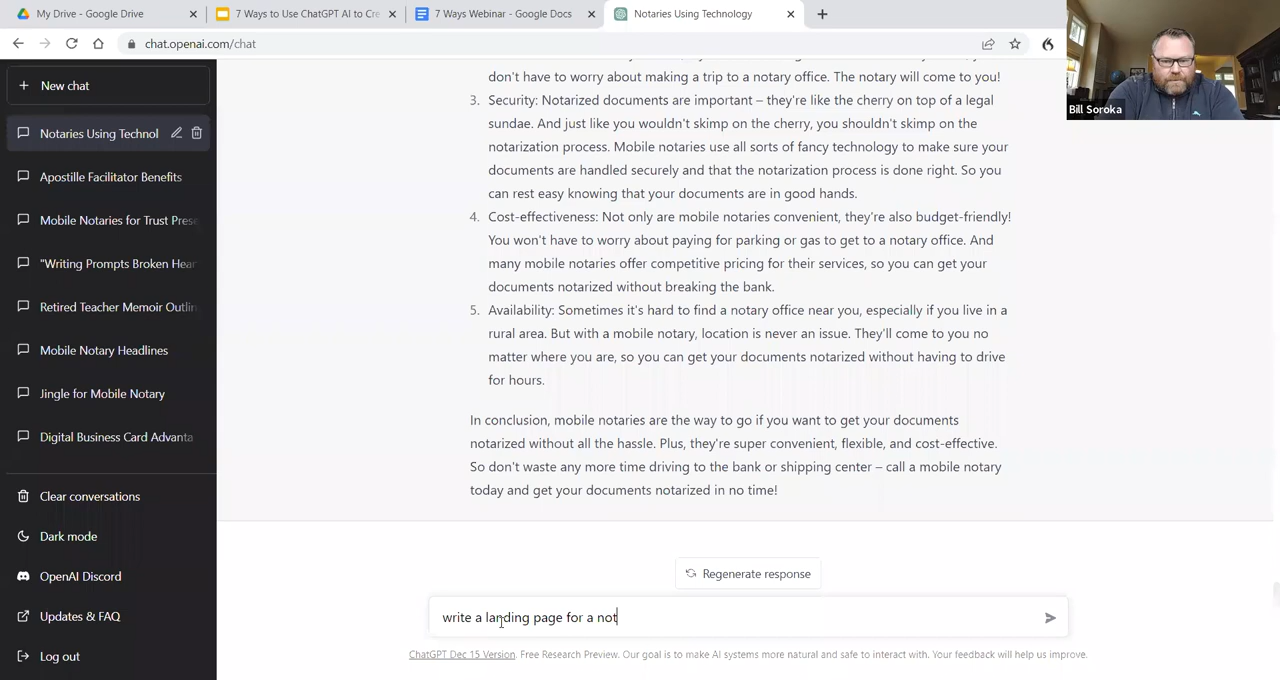 My Drive - Google Drive
7 Ways to Use ChatGPT AI to Cre
7 Ways Webinar - Google Docs
Notaries Using Technology
chat.openai.com/chat
New chat
Notaries Using Technol
Apostille Facilitator Benefits
Mobile Notaries for Trust Prese
"Writing Prompts Broken Hear
Retired Teacher Memoir Outlin
Mobile Notary Headlines
Jingle for Mobile Notary
Digital Business Card Advanta
Clear conversations
Dark mode
OpenAI Discord
Updates & FAQ
Log out
don't have to worry about making a trip to a notary office. The notary will come to you!
3. Security: Notarized documents are important – they're like the cherry on top of a legal
sundae. And just like you wouldn't skimp on the cherry, you shouldn't skimp on the
notarization process. Mobile notaries use all sorts of fancy technology to make sure your
documents are handled securely and that the notarization process is done right. So you
can rest easy knowing that your documents are in good hands.
4. Cost-effectiveness: Not only are mobile notaries convenient, they're also budget-friendly!
You won't have to worry about paying for parking or gas to get to a notary office. And
many mobile notaries offer competitive pricing for their services, so you can get your
documents notarized without breaking the bank.
5. Availability: Sometimes it's hard to find a notary office near you, especially if you live in a
rural area. But with a mobile notary, location is never an issue. They'll come to you no
matter where you are, so you can get your documents notarized without having to drive
for hours.
In conclusion, mobile notaries are the way to go if you want to get your documents
notarized without all the hassle. Plus, they're super convenient, flexible, and cost-effective.
So don't waste any more time driving to the bank or shipping center – call a mobile notary
today and get your documents notarized in no time!
Regenerate response
write a landing page for a not
ChatGPT Dec 15 Version. Free Research Preview. Our goal is to make AI systems more natural and safe to interact with. Your feedback will help us improve.
Bill Soroka